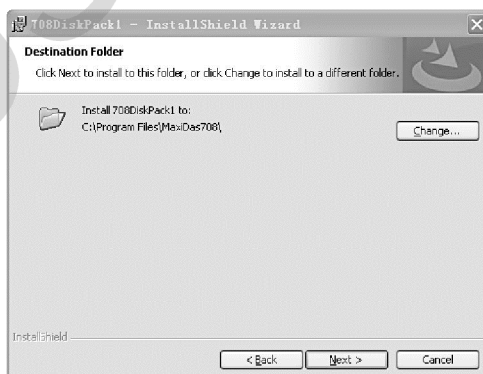 708DiskPack1 - InstallShield Wizard
Destination Folder
Click Next to install to this folder, or click Change to install to a different folder.
Install 708DiskPack1 to:
C:\Program Files\MaxiDas708\
Change...
InstallShield
< Back
Next >
Cancel